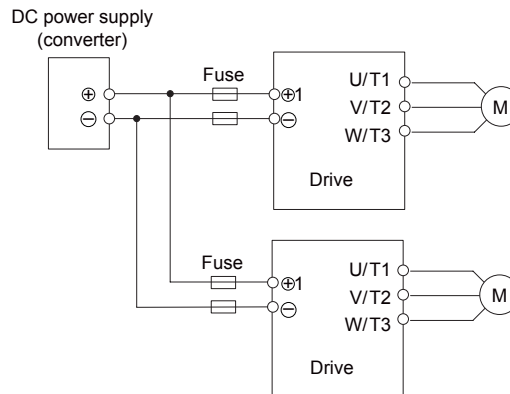 DC power supply
(converter)
⊕
⊖
Fuse
⊕1
⊖
U/T1
V/T2
W/T3
M
Drive
Fuse
⊕1
⊖
U/T1
V/T2
W/T3
M
Drive